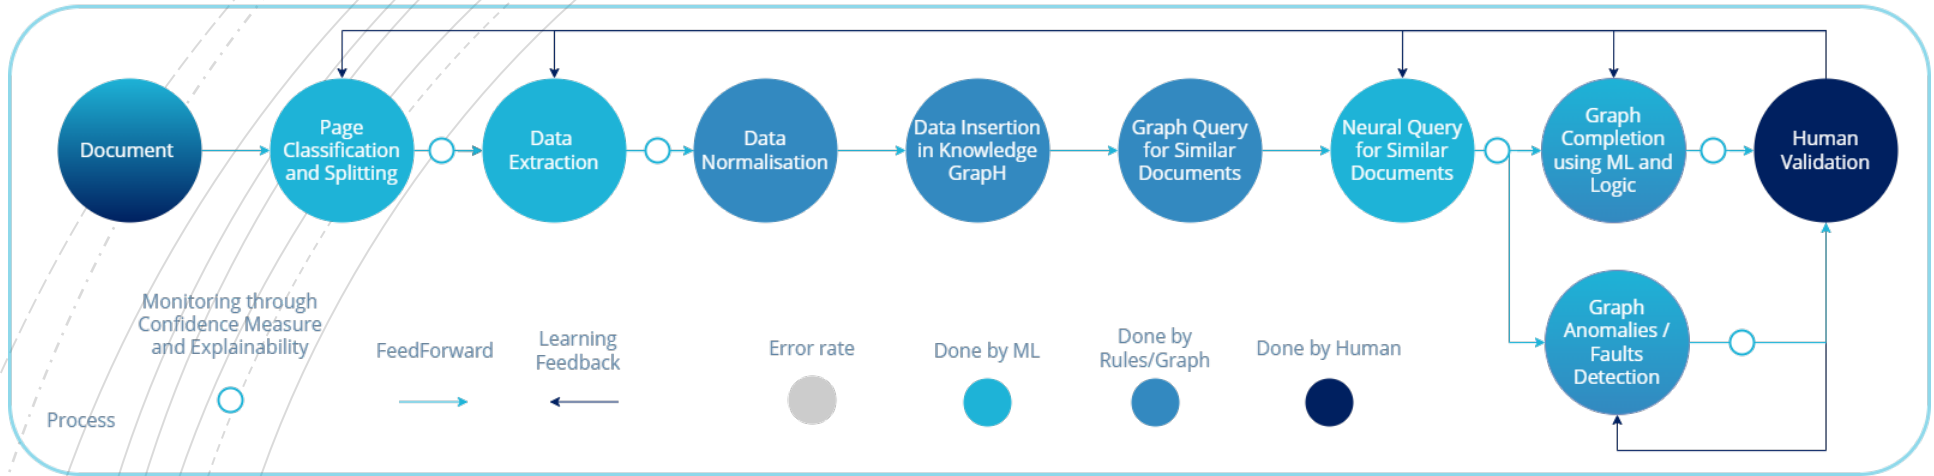 Document
Page
Classification
and Splitting
Data
Extraction
Data
Normalisation
Data Insertion
in Knowledge
GrapH
Graph Query
for Similar
Documents
Neural Query
for Similar
Documents
Graph
Completion
using ML and
Logic
Human
Validation
Graph
Anomalies /
Faults
Detection
Monitoring through
Confidence Measure
and Explainability
FeedForward
Learning
Feedback
Error rate
Done by ML
Done by
Rules/Graph
Done by Human
Process